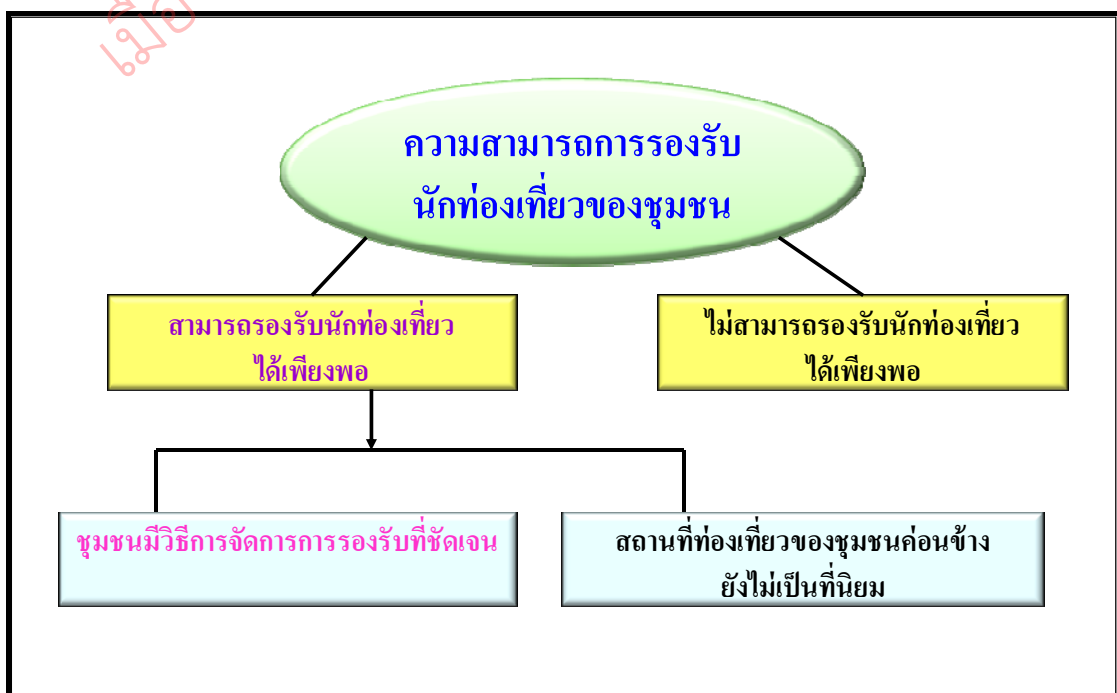 ความสามารถการรองรับ
นักท่องเที่ยวของชุมชน
สามารถรองรับนักท่องเที่ยว
ได้เพียงพอ
ไม่สามารถรองรับนักท่องเที่ยว
ได้เพียงพอ
ชุมชนมีวิธีการจัดการการรองรับที่ชัดเจน
สถานที่ท่องเที่ยวของชุมชนค่อนข้าง
ยังไม่เป็นที่นิยม